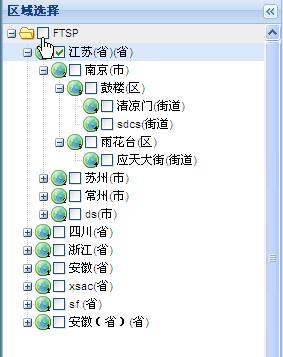 区域选择
FTSP
江苏(省)(省)
南京(市)
鼓楼(区)
清凉门(街道)
sdcs(街道)
雨花台(区)
应天大街(街道)
苏州(市)
常州(市)
ds(市)
四川(省)
浙江(省)
安徽(省)
xsac(省)
sf(省)
安徽（省）(省)